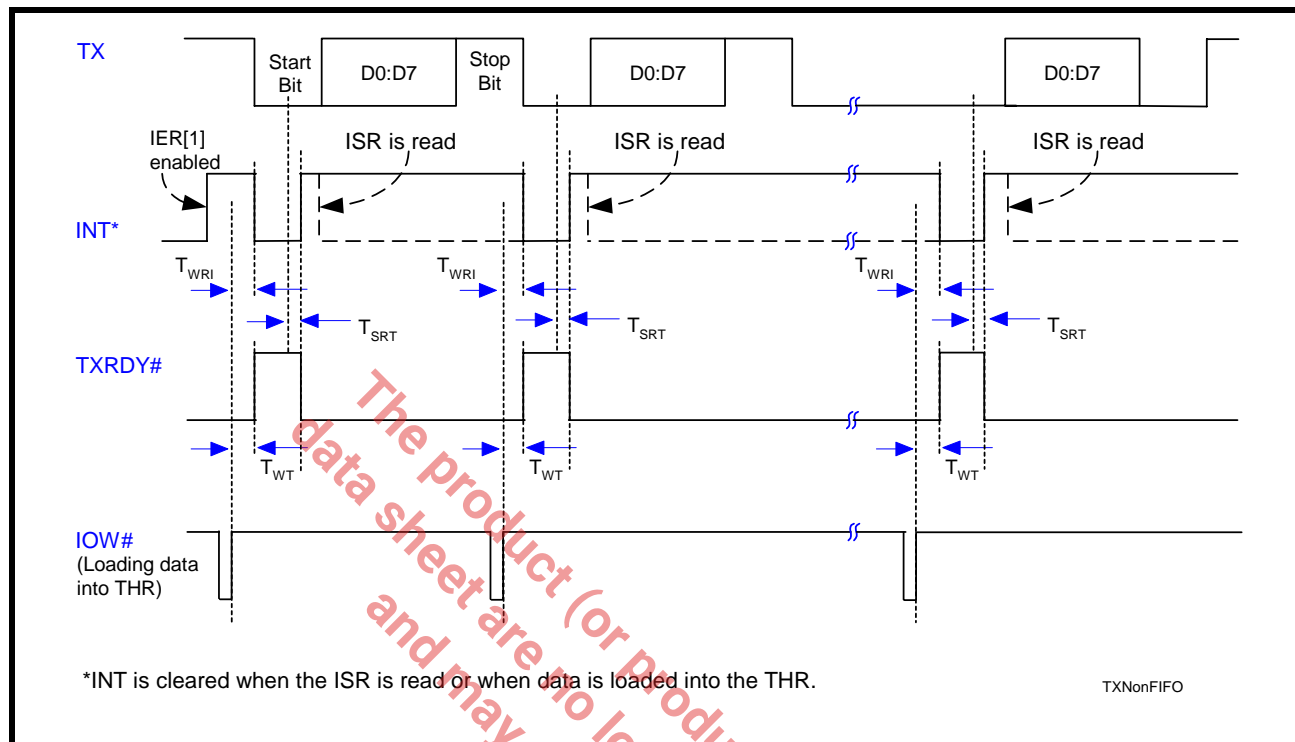 TX
Start
Bit
D0:D7
Stop
Bit
D0:D7
D0:D7
IER[1]
enabled
ISR is read
ISR is read
ISR is read
INT*
TWRI
TWRI
TWRI
TSRT
TSRT
TSRT
TXRDY#
TWT
TWT
TWT
IOW#
(Loading data
into THR)
The product (or produ
data sheet are no lo
and may
*INT is cleared when the ISR is read or when data is loaded into the THR.
TXNonFIFO